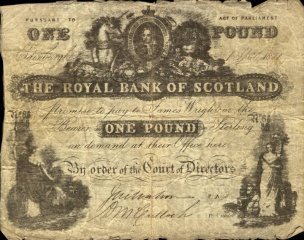 PURSUANT TO ACT OF PARLIAMENT
ONE POUND
THE ROYAL BANK OF SCOTLAND
Promise to pay to James Wright or the
Bearer ONE POUND Sterling
on demand at their Office here
By order of the Court of Directors